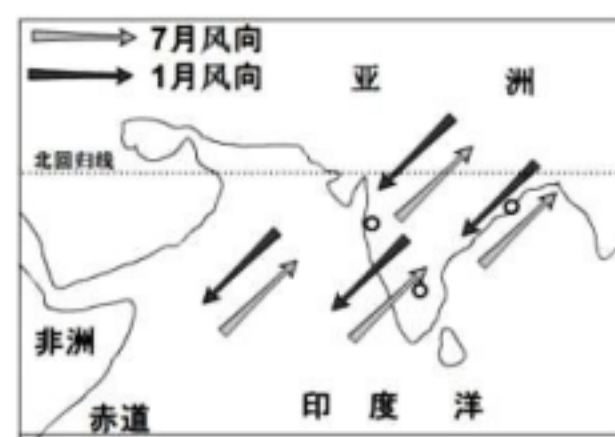 7月风向
1月风向
亚 洲
北回归线
非洲
赤道
印 度 洋